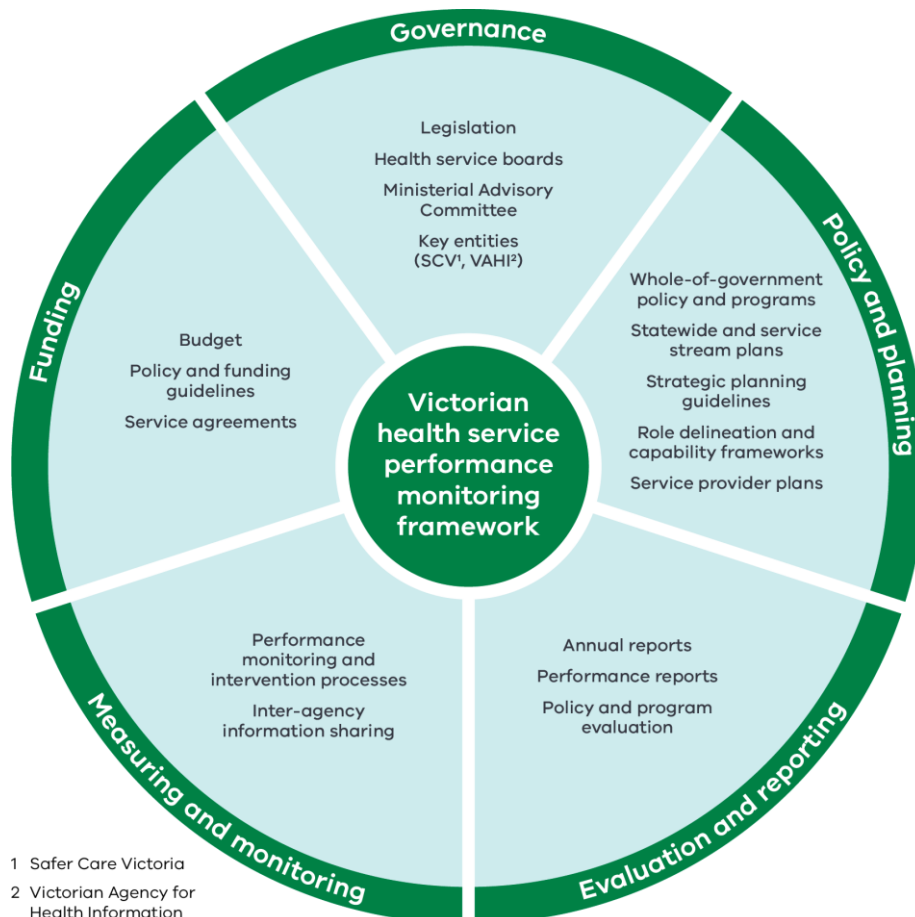 Governance
Legislation
Health service boards
Ministerial Advisory
Committee
Key entities
(SCV¹, VAHI²)
Policy and planning
Whole-of-government
policy and programs
Statewide and service
stream plans
Strategic planning
guidelines
Role delineation and
capability frameworks
Service provider plans
Funding
Budget
Policy and funding
guidelines
Service agreements
Victorian
health service
performance
monitoring
framework
Measuring and monitoring
Performance
monitoring and
intervention processes
Inter-agency
information sharing
Evaluation and reporting
Annual reports
Performance reports
Policy and program
evaluation
1 Safer Care Victoria
2 Victorian Agency for
Health Information